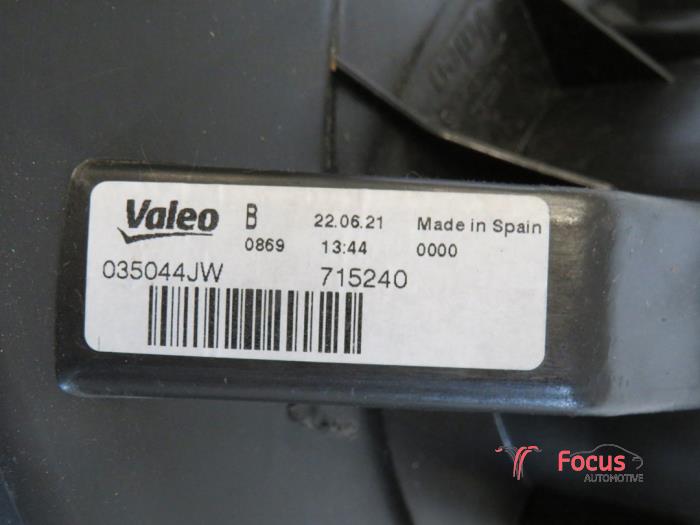 Valeo B 22.06.21 Made in Spain
0869 13:44 0000
035044JW 715240
Focus
AUTOMOTIVE